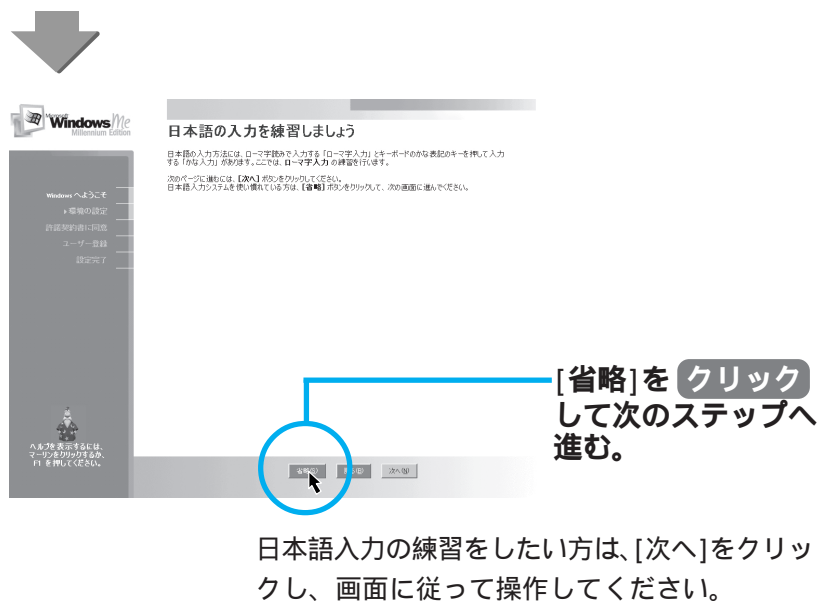 Microsoft
Windows Me
Millennium Edition
日本語の入力を練習しましょう
日本語の入力方法には、ローマ字読みで入力する「ローマ字入力」とキーボードのかな表記のキーを押して入力
する「かな入力」があります。ここでは、ローマ字入力 の練習を行います。
次のページに進むには、【次へ】ボタンをクリックしてください。
日本語入力システムを使い慣れている方は、【省略】ボタンをクリックして、次の画面に進んでください。
Windows へようこそ
環境の設定
許諾契約書に同意
ユーザー登録
設定完了
ヘルプを表示するには、
マーリンをクリックするか、
F1 を押してください。
省略(S) 戻る(B) 次へ(N)
[省略]を クリック
して次のステップへ
進む。
日本語入力の練習をしたい方は、[次へ]をクリッ
クし、画面に従って操作してください。